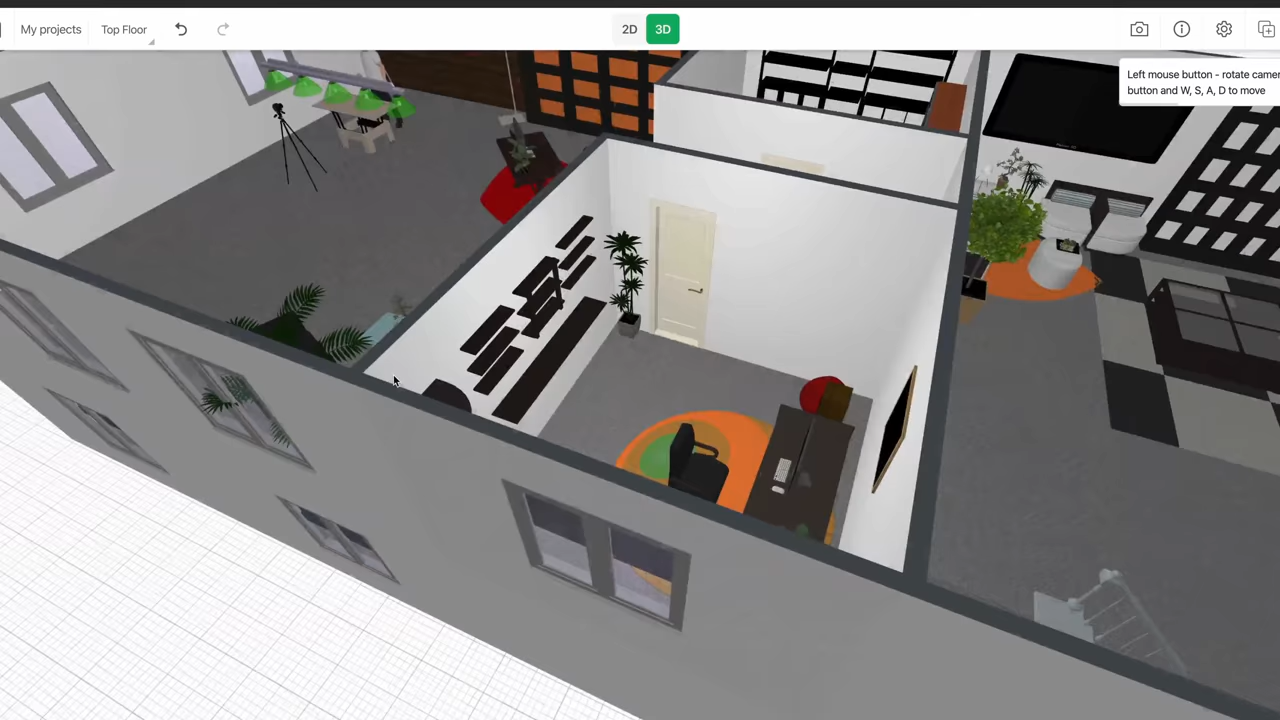 My projects
Top Floor
2D
3D
Left mouse button - rotate camer
button and W, S, A, D to move